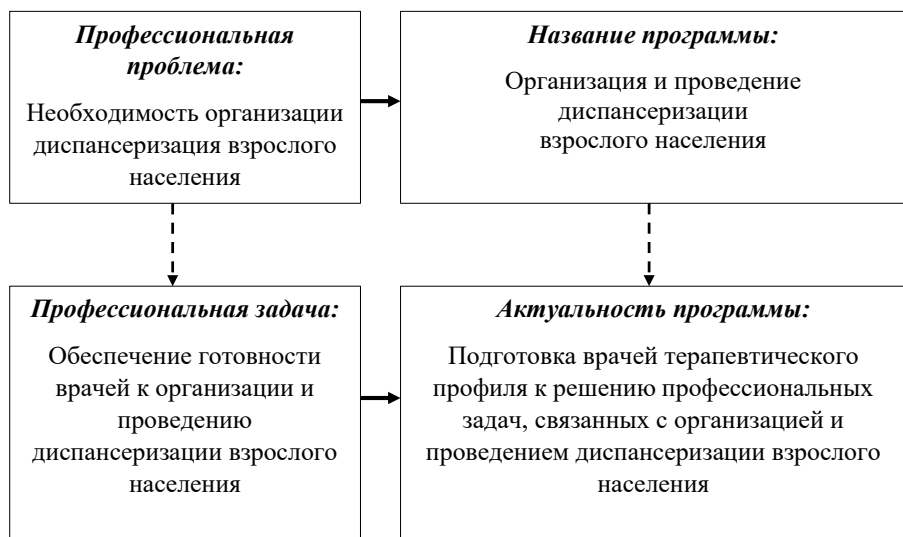 Профессиональная
проблема:
Необходимость организации
диспансеризация взрослого
населения
Название программы:
Организация и проведение
диспансеризации
взрослого населения
Профессиональная задача:
Обеспечение готовности
врачей к организации и
проведению
диспансеризации взрослого
населения
Актуальность программы:
Подготовка врачей терапевтического
профиля к решению профессиональных
задач, связанных с организацией и
проведением диспансеризации взрослого
населения